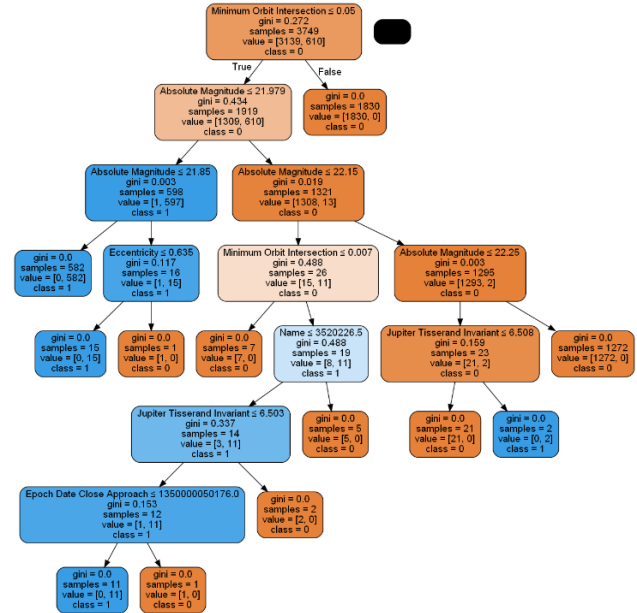 Minimum Orbit Intersection ≤ 0.05
gini = 0.272
samples = 3749
value = [3139, 610]
class = 0
True
False
Absolute Magnitude ≤ 21.979
gini = 0.434
samples = 1919
value = [1309, 610]
class = 0
gini = 0.0
samples = 1830
value = [1830, 0]
class = 0
Absolute Magnitude ≤ 21.85
gini = 0.003
samples = 598
value = [1, 597]
class = 1
Absolute Magnitude ≤ 22.15
gini = 0.019
samples = 1321
value = [1308, 13]
class = 0
gini = 0.0
samples = 582
value = [0, 582]
class = 1
Eccentricity ≤ 0.635
gini = 0.117
samples = 16
value = [1, 15]
class = 1
Minimum Orbit Intersection ≤ 0.007
gini = 0.488
samples = 26
value = [15, 11]
class = 0
Absolute Magnitude ≤ 22.25
gini = 0.003
samples = 1295
value = [1293, 2]
class = 0
gini = 0.0
samples = 15
value = [0, 15]
class = 1
gini = 0.0
samples = 1
value = [1, 0]
class = 0
gini = 0.0
samples = 7
value = [7, 0]
class = 0
Name ≤ 3520226.5
gini = 0.488
samples = 19
value = [8, 11]
class = 1
Jupiter Tisserand Invariant ≤ 6.508
gini = 0.159
samples = 23
value = [21, 2]
class = 0
gini = 0.0
samples = 1272
value = [1272, 0]
class = 0
Jupiter Tisserand Invariant ≤ 6.503
gini = 0.337
samples = 14
value = [3, 11]
class = 1
gini = 0.0
samples = 5
value = [5, 0]
class = 0
gini = 0.0
samples = 21
value = [21, 0]
class = 0
gini = 0.0
samples = 2
value = [0, 2]
class = 1
Epoch Date Close Approach ≤ 1350000050176.0
gini = 0.153
samples = 12
value = [1, 11]
class = 1
gini = 0.0
samples = 2
value = [2, 0]
class = 0
gini = 0.0
samples = 11
value = [0, 11]
class = 1
gini = 0.0
samples = 1
value = [1, 0]
class = 0